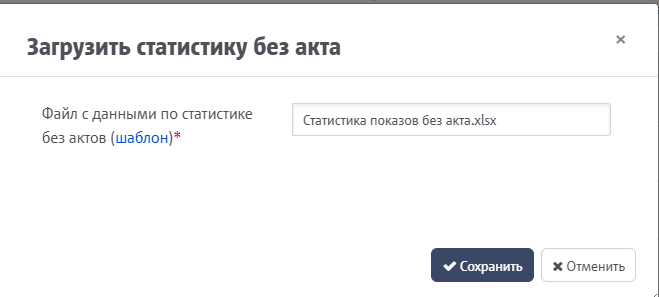 Загрузить статистику без акта
×
Файл с данными по статистике
без актов (шаблон)*
Статистика показов без акта.xlsx
Сохранить
Отменить